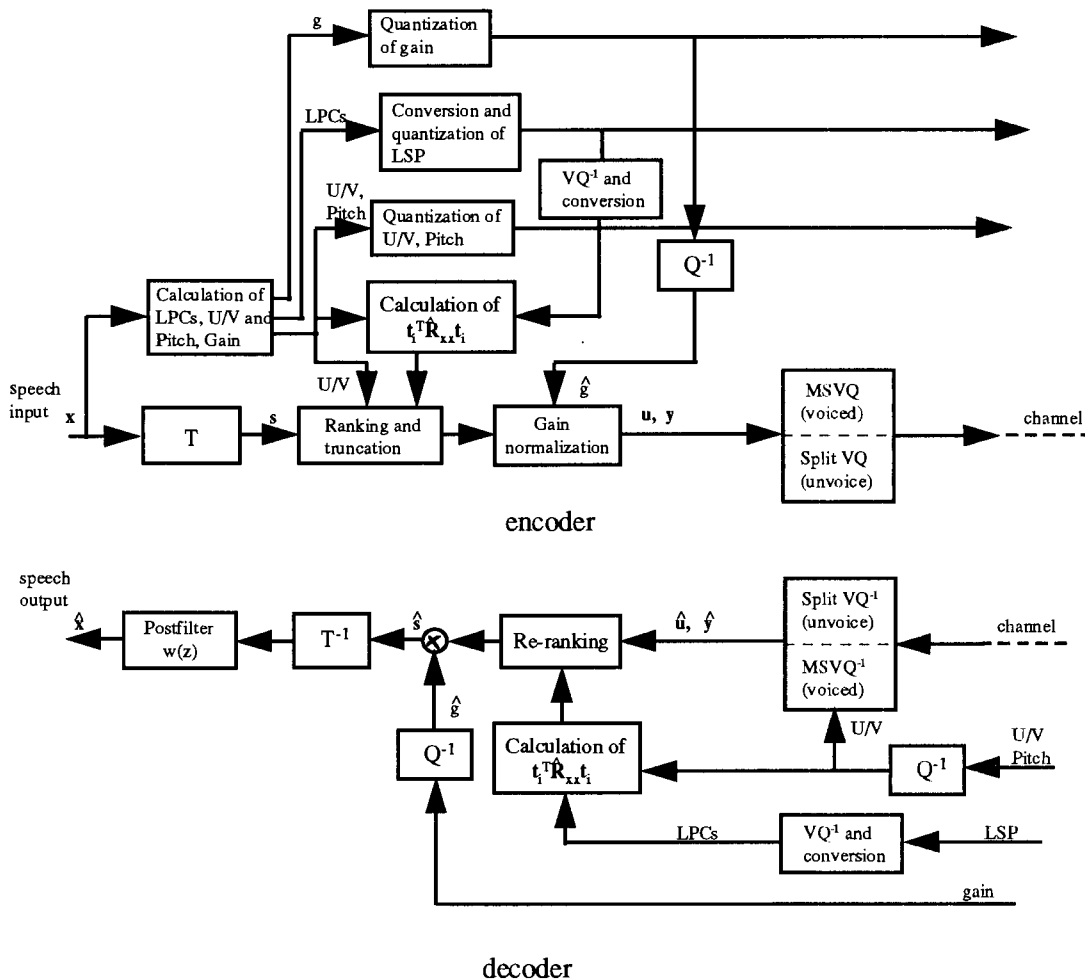 g
Quantization
of gain
LPCs
Conversion and
quantization of
LSP
VQ⁻¹ and
conversion
U/V,
Pitch
Quantization of
U/V, Pitch
Q⁻¹
Calculation of
LPCs, U/V and
Pitch, Gain
Calculation of
tᵢᵀR̂ₓₓtᵢ
U/V
ĝ
speech
input
x
T
s
Ranking and
truncation
Gain
normalization
u, y
MSVQ
(voiced)
Split VQ
(unvoice)
channel
encoder
speech
output
x̂
Postfilter
w(z)
T⁻¹
ŝ
Re-ranking
û, ŷ
Split VQ⁻¹
(unvoice)
MSVQ⁻¹
(voiced)
channel
ĝ
Q⁻¹
Calculation of
tᵢᵀR̂ₓₓtᵢ
U/V
Q⁻¹
U/V
Pitch
LPCs
VQ⁻¹ and
conversion
LSP
gain
decoder